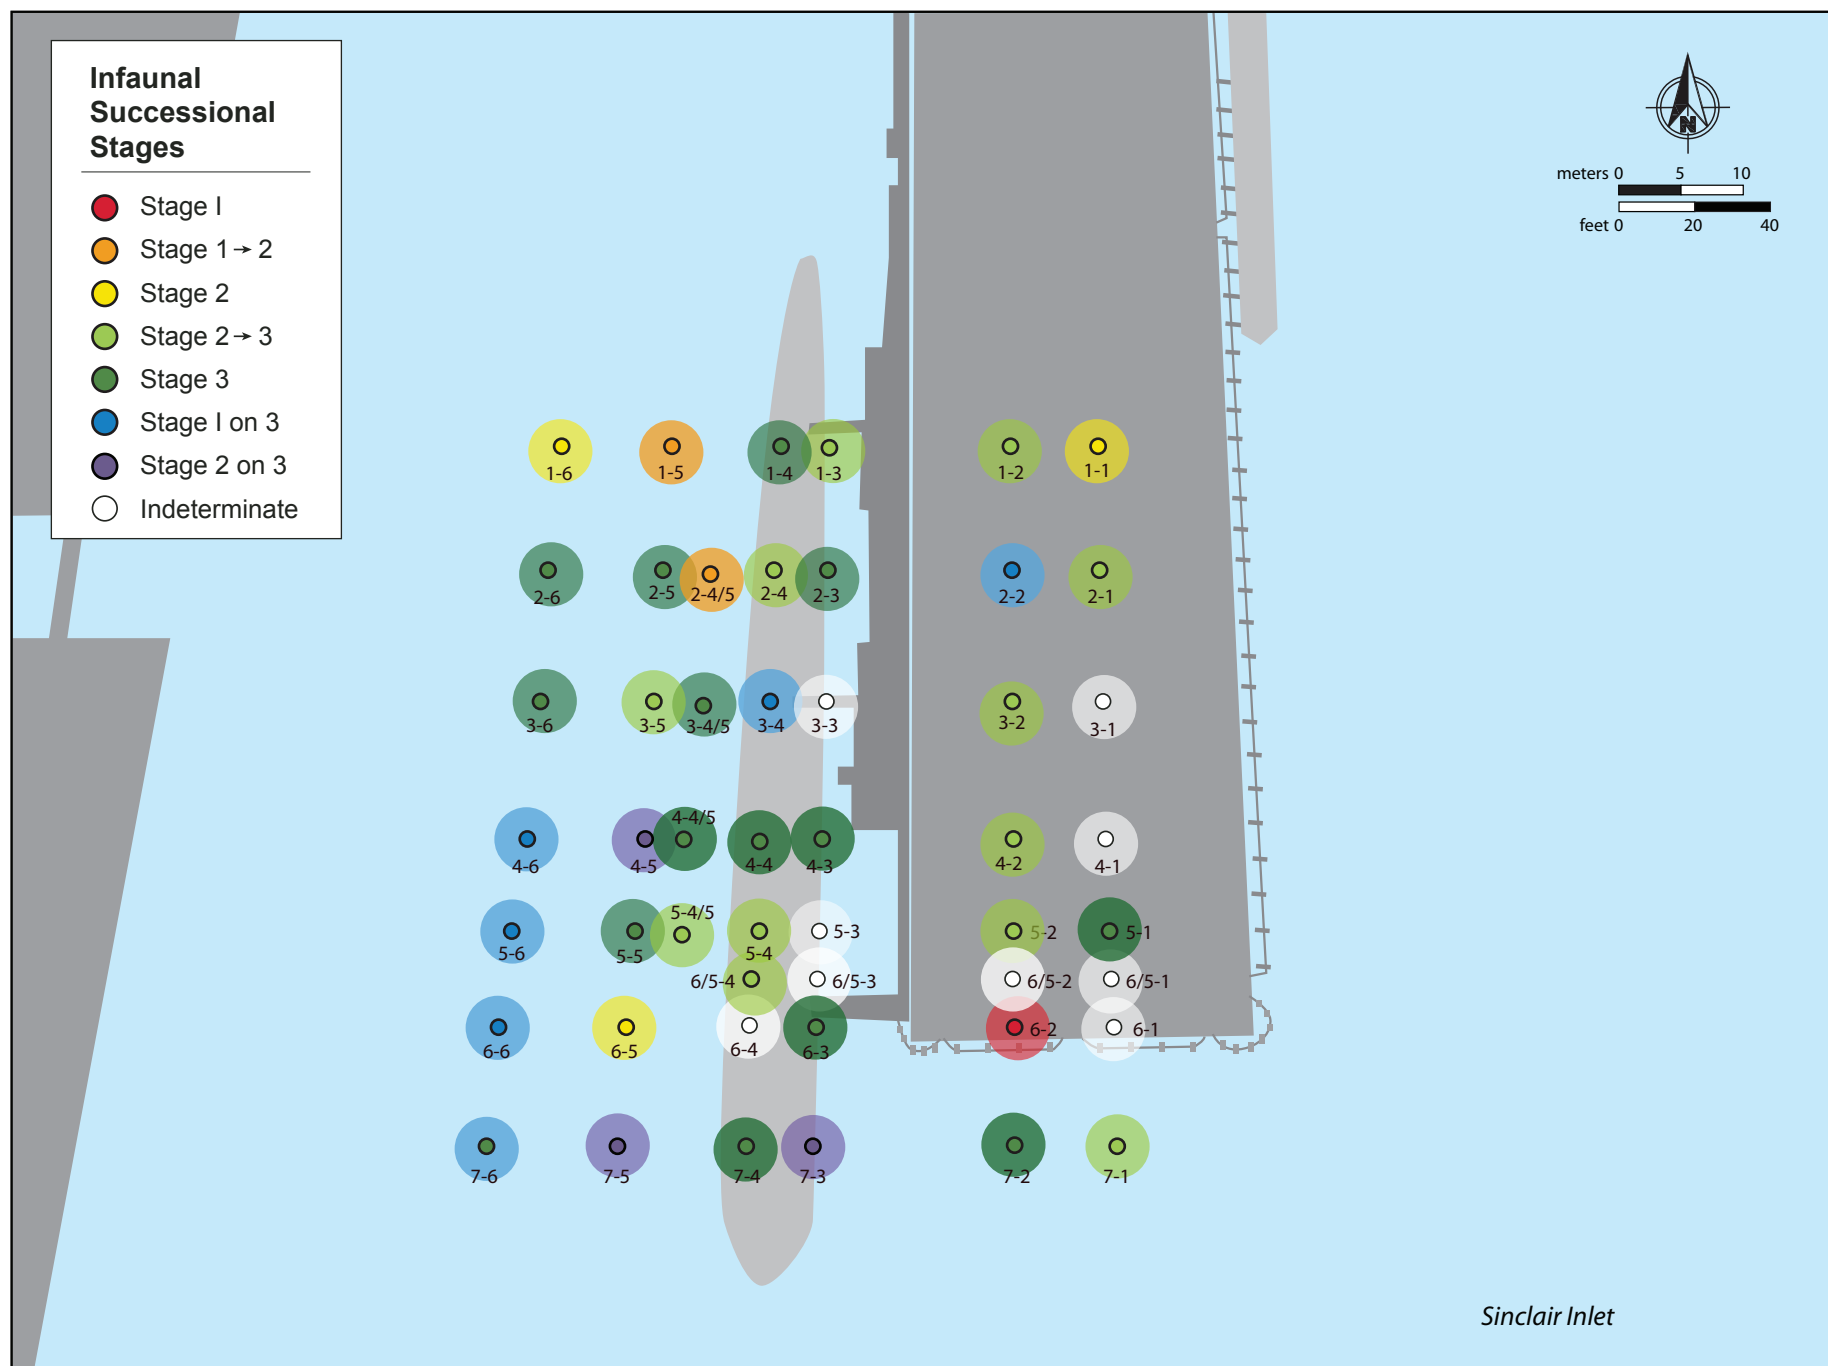 Infaunal
Successional
Stages
Stage I
Stage 1→2
Stage 2
Stage 2→3
Stage 3
Stage I on 3
Stage 2 on 3
Indeterminate
N
meters 0 5 10
feet 0 20 40
1-6 1-5 1-4 1-3 1-2 1-1
2-6 2-5 2-4/5 2-4 2-3 2-2 2-1
3-6 3-5 3-4/5 3-4 3-3 3-2 3-1
4-4/5
4-6 4-5 4-4 4-3 4-2 4-1
5-4/5
5-3 5-2 5-1
5-6 5-5 5-4
6/5-4 6/5-3 6/5-2 6/5-1
6-2 6-1
6-6 6-5 6-4 6-3
7-6 7-5 7-4 7-3 7-2 7-1
Sinclair Inlet